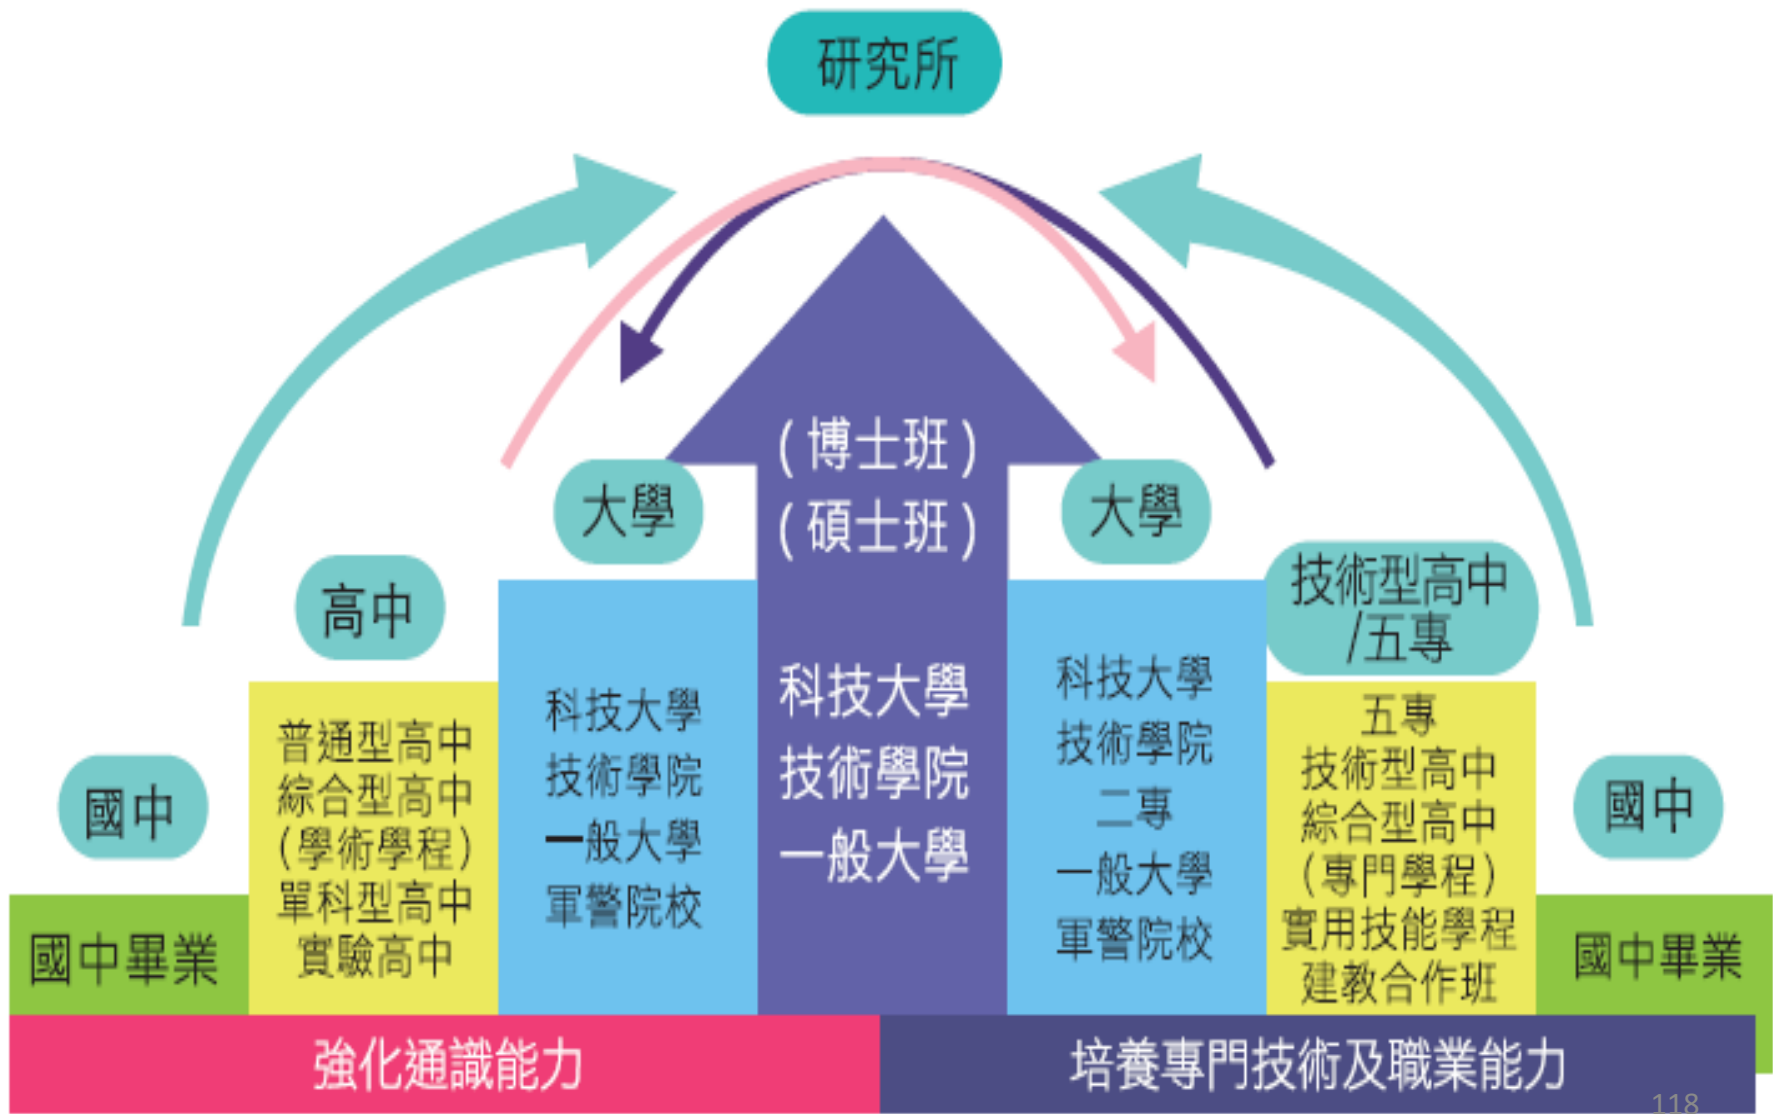 研究所
(博士班)
(碩士班)
科技大學
技術學院
一般大學
大學
科技大學
技術學院
一般大學
軍警院校
高中
普通型高中
綜合型高中
(學術學程)
單科型高中
實驗高中
國中
國中畢業
大學
科技大學
技術學院
二專
一般大學
軍警院校
技術型高中
/五專
五專
技術型高中
綜合型高中
(專門學程)
實用技能學程
建教合作班
國中
國中畢業
強化通識能力
培養專門技術及職業能力
118